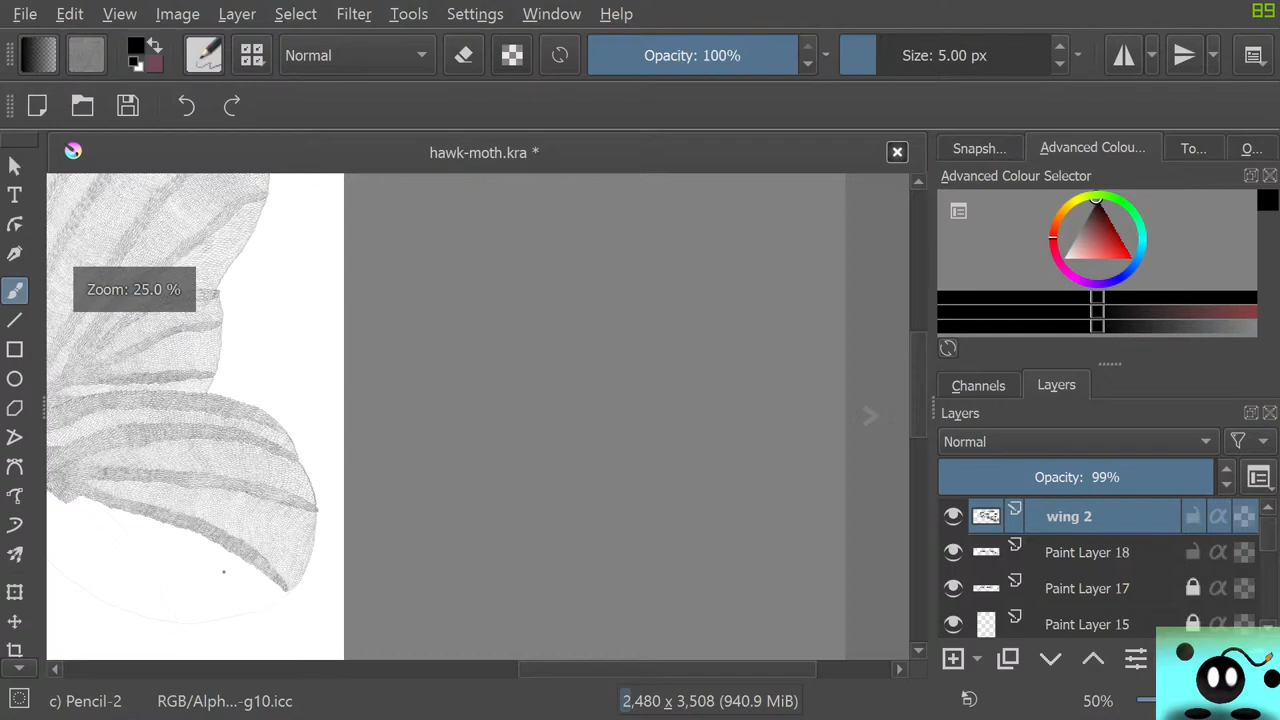 File Edit View Image Layer Select Filter Tools Settings Window Help
89
Normal Opacity: 100% Size: 5.00 px
hawk-moth.kra *
Snapsh... Advanced Colou... To... O...
Advanced Colour Selector
Zoom: 25.0 %
Channels Layers
Layers
Normal
Opacity: 99%
wing 2
Paint Layer 18
Paint Layer 17
Paint Layer 15
c) Pencil-2 RGB/Alph...-g10.icc 2,480 x 3,508 (940.9 MiB) 50%